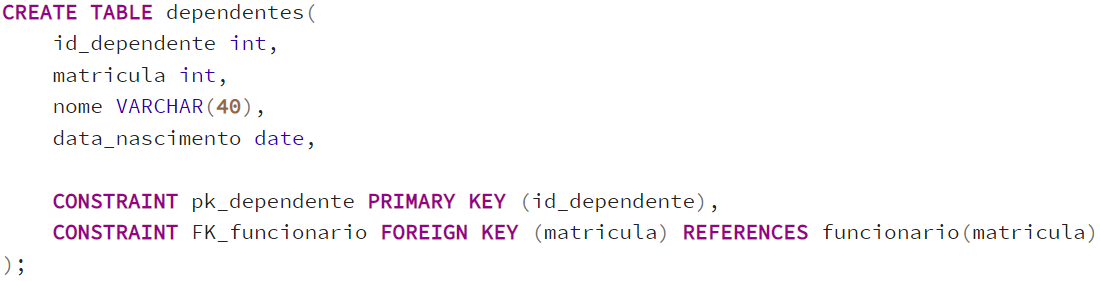 CREATE TABLE dependentes(
    id_dependente int,
    matricula int,
    nome VARCHAR(40),
    data_nascimento date,

    CONSTRAINT pk_dependente PRIMARY KEY (id_dependente),
    CONSTRAINT FK_funcionario FOREIGN KEY (matricula) REFERENCES funcionario(matricula)
);